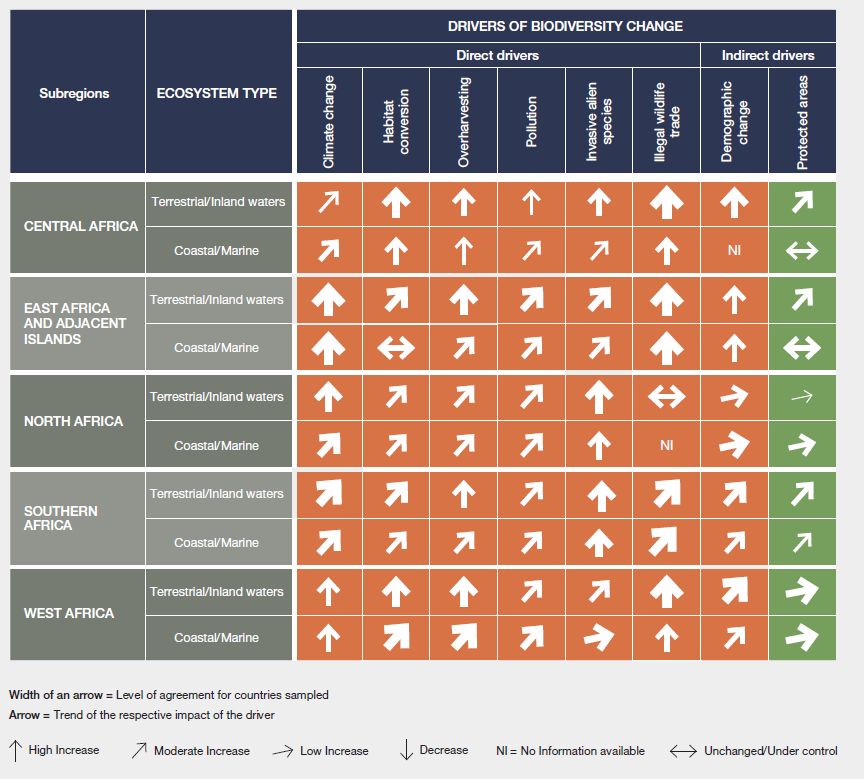 DRIVERS OF BIODIVERSITY CHANGE
Subregions
ECOSYSTEM TYPE
Direct drivers
Indirect drivers
Climate change
Habitat
conversion
Overharvesting
Pollution
Invasive alien
species
Illegal wildlife
trade
Demographic
change
Protected areas
CENTRAL AFRICA
Terrestrial/Inland waters
Coastal/Marine
NI
EAST AFRICA
AND ADJACENT
ISLANDS
Terrestrial/Inland waters
Coastal/Marine
NORTH AFRICA
Terrestrial/Inland waters
Coastal/Marine
NI
SOUTHERN
AFRICA
Terrestrial/Inland waters
Coastal/Marine
WEST AFRICA
Terrestrial/Inland waters
Coastal/Marine
Width of an arrow = Level of agreement for countries sampled
Arrow = Trend of the respective impact of the driver
High Increase
Moderate Increase
Low Increase
Decrease
NI = No Information available
Unchanged/Under control